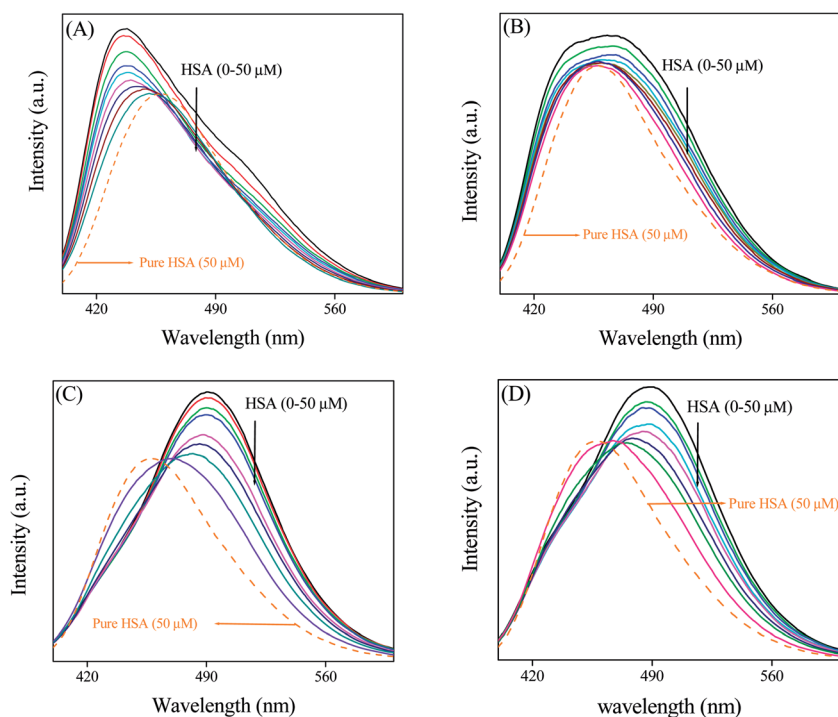 (A)
HSA (0-50 μM)
Pure HSA (50 μM)
Intensity (a.u.)
420 490 560
Wavelength (nm)
(B)
HSA (0-50 μM)
Pure HSA (50 μM)
Intensity (a.u.)
420 490 560
Wavelength (nm)
(C)
HSA (0-50 μM)
Pure HSA (50 μM)
Intensity (a.u.)
420 490 560
Wavelength (nm)
(D)
HSA (0-50 μM)
Pure HSA (50 μM)
Intensity (a.u.)
420 490 560
wavelength (nm)